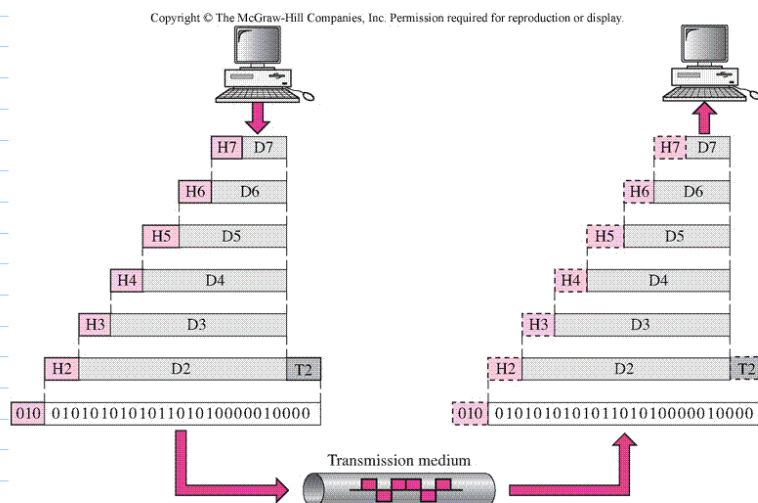 Copyright © The McGraw-Hill Companies, Inc. Permission required for reproduction or display.
H7 D7 H7 D7
H6 D6 H6 D6
H5 D5 H5 D5
H4 D4 H4 D4
H3 D3 H3 D3
H2 D2 T2 H2 D2 T2
010 010101010101101010000010000 010 010101010101101010000010000
Transmission medium